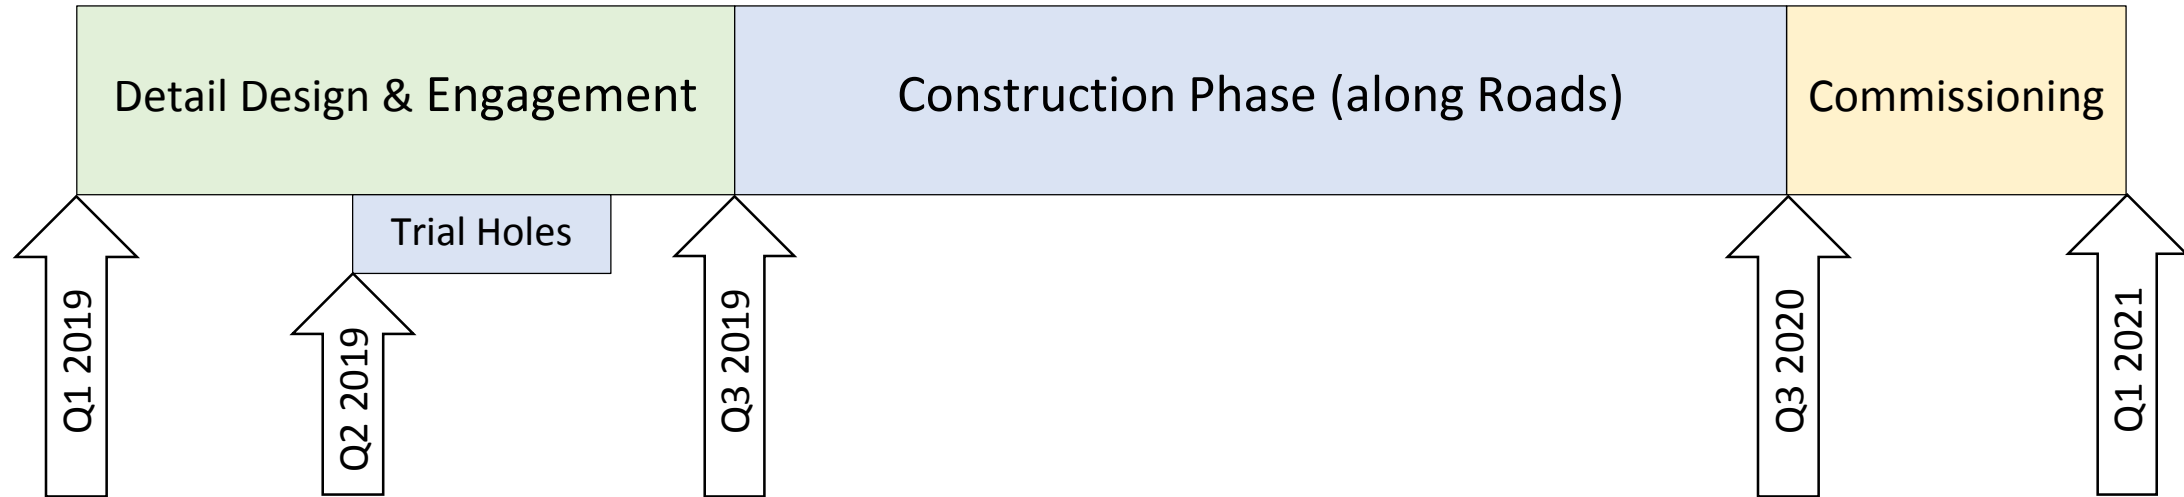 Detail Design & Engagement
Construction Phase (along Roads)
Commissioning
Trial Holes
Q1 2019
Q2 2019
Q3 2019
Q3 2020
Q1 2021